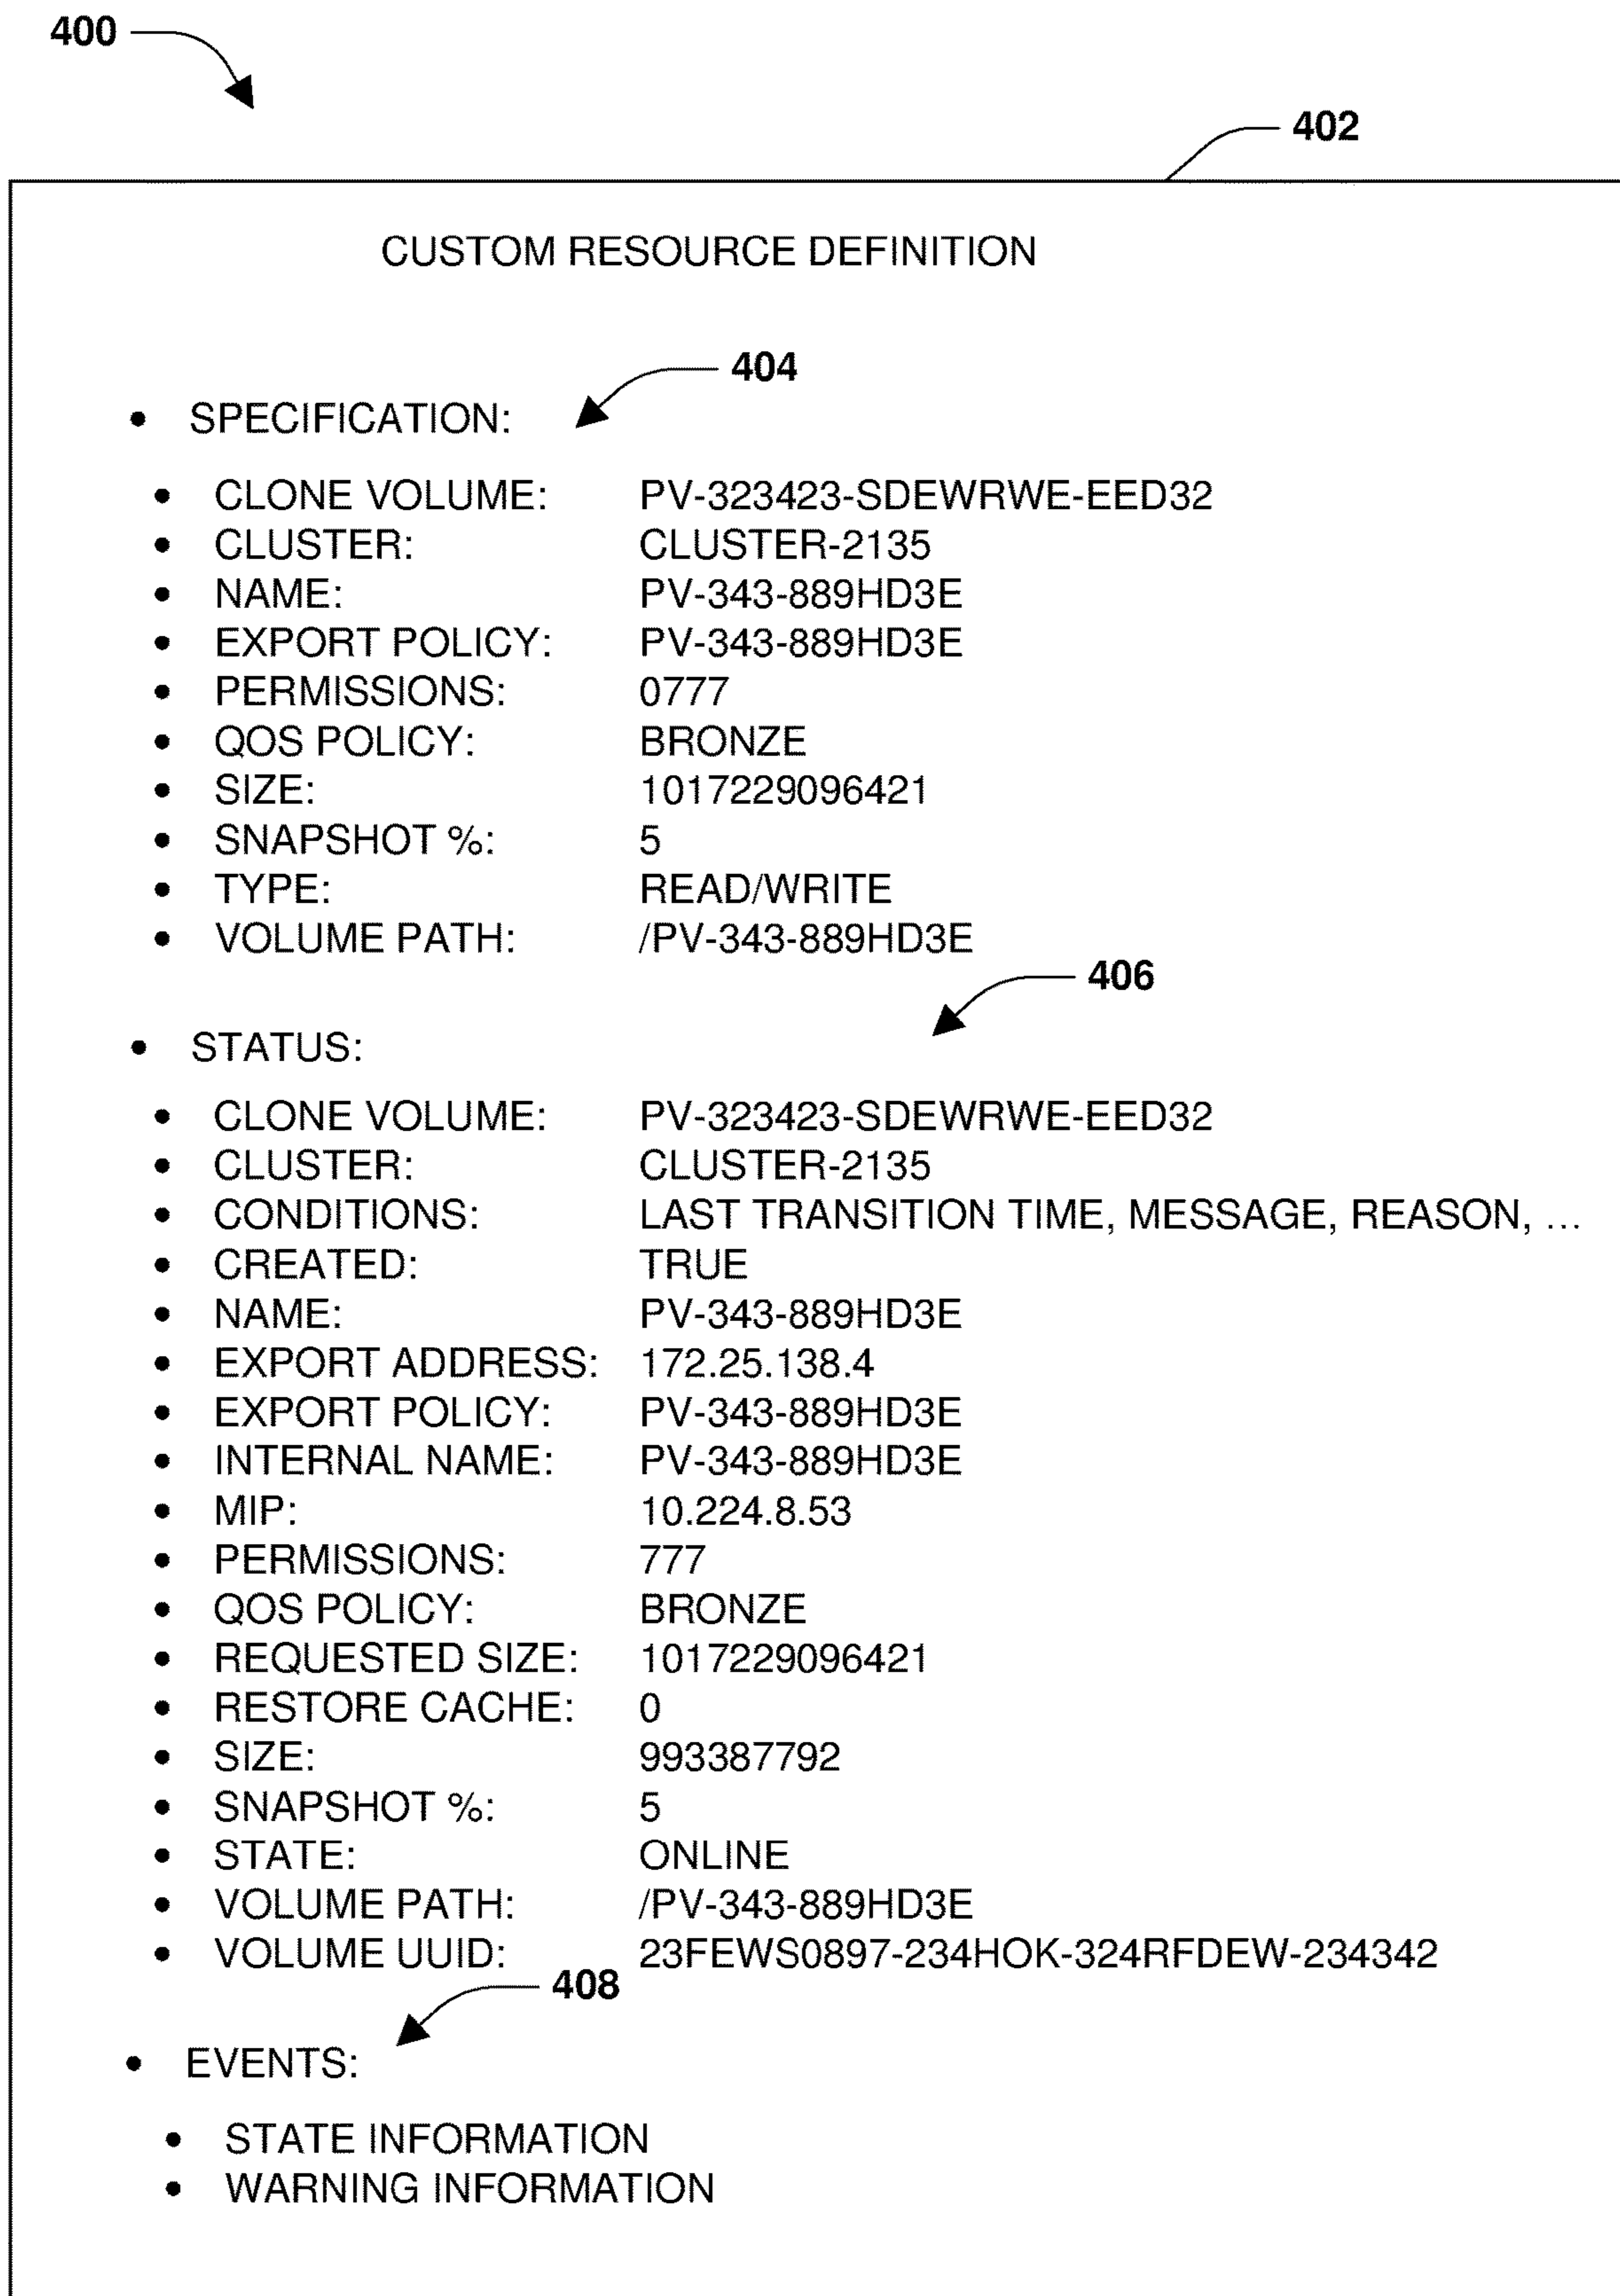 400
402
CUSTOM RESOURCE DEFINITION
404
• SPECIFICATION:
• CLONE VOLUME: PV-323423-SDEWRWE-EED32
• CLUSTER: CLUSTER-2135
• NAME: PV-343-889HD3E
• EXPORT POLICY: PV-343-889HD3E
• PERMISSIONS: 0777
• QOS POLICY: BRONZE
• SIZE: 1017229096421
• SNAPSHOT %: 5
• TYPE: READ/WRITE
• VOLUME PATH: /PV-343-889HD3E
406
• STATUS:
• CLONE VOLUME: PV-323423-SDEWRWE-EED32
• CLUSTER: CLUSTER-2135
• CONDITIONS: LAST TRANSITION TIME, MESSAGE, REASON, ...
• CREATED: TRUE
• NAME: PV-343-889HD3E
• EXPORT ADDRESS: 172.25.138.4
• EXPORT POLICY: PV-343-889HD3E
• INTERNAL NAME: PV-343-889HD3E
• MIP: 10.224.8.53
• PERMISSIONS: 777
• QOS POLICY: BRONZE
• REQUESTED SIZE: 1017229096421
• RESTORE CACHE: 0
• SIZE: 993387792
• SNAPSHOT %: 5
• STATE: ONLINE
• VOLUME PATH: /PV-343-889HD3E
• VOLUME UUID: 23FEWS0897-234HOK-324RFDEW-234342
408
• EVENTS:
• STATE INFORMATION
• WARNING INFORMATION